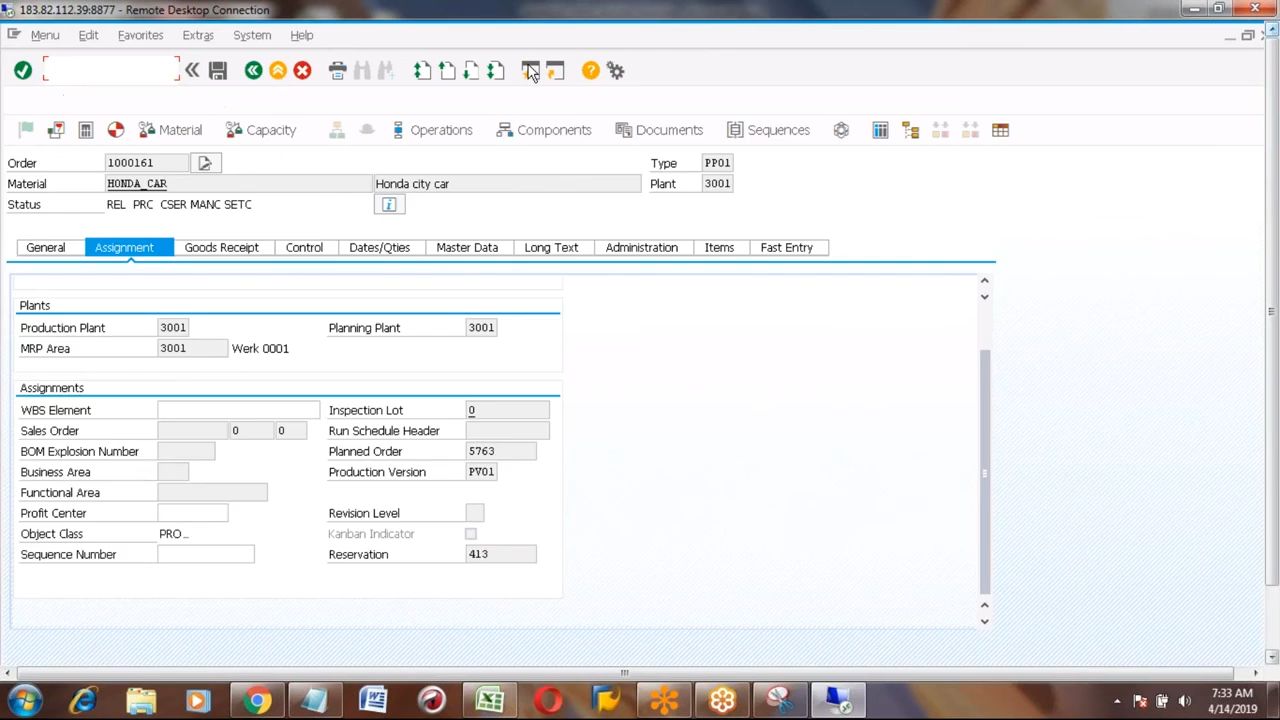 183.82.112.39:8877 - Remote Desktop Connection
Menu Edit Favorites Extras System Help
Material Capacity Operations Components Documents Sequences
Order 1000161 Type PP01
Material HONDA_CAR Honda city car Plant 3001
Status REL PRC CSER MANC SETC
General Assignment Goods Receipt Control Dates/Qties Master Data Long Text Administration Items Fast Entry
Plants
Production Plant 3001 Planning Plant 3001
MRP Area 3001 Werk 0001
Assignments
WBS Element Inspection Lot 0
Sales Order 0 0 Run Schedule Header
BOM Explosion Number Planned Order 5763
Business Area Production Version PV01
Functional Area
Profit Center Revision Level
Object Class PRO_ Kanban Indicator
Sequence Number Reservation 413
7:33 AM
4/14/2019